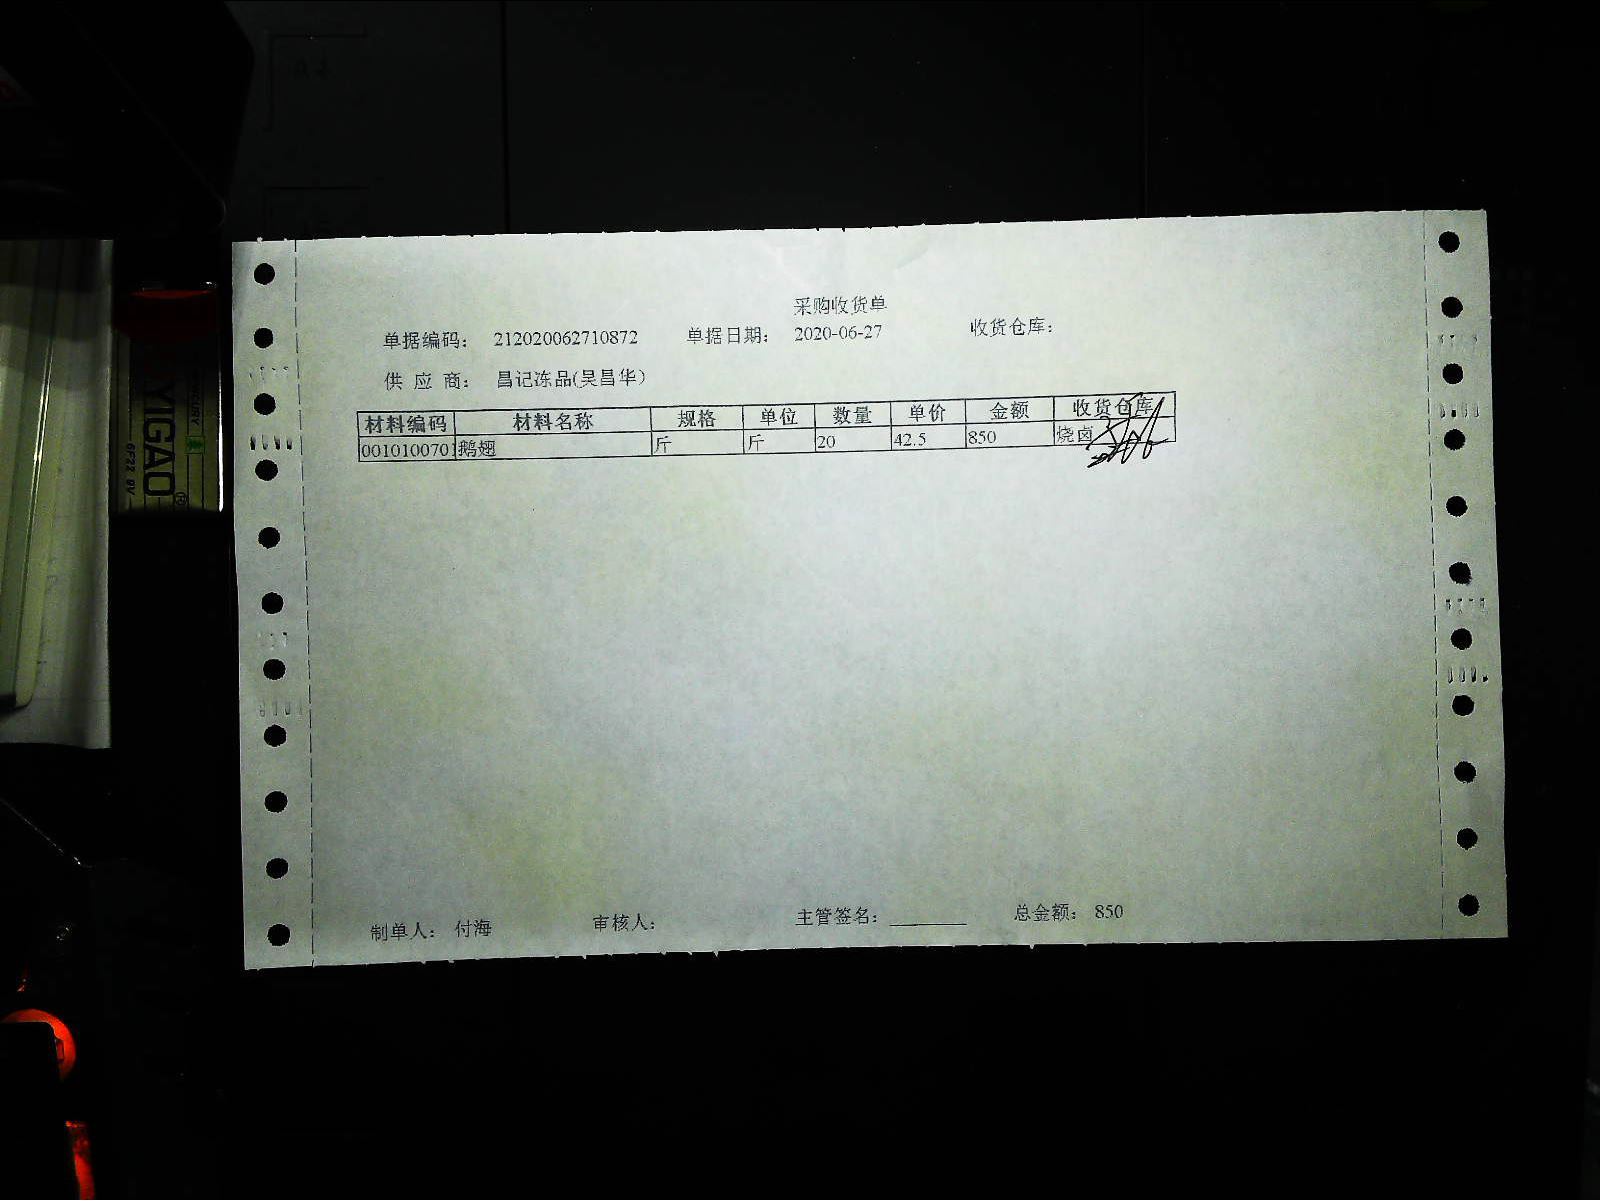 采购收货单
单据编码： 212020062710872 单据日期： 2020-06-27 收货仓库：
供 应 商： 昌记冻品(吴昌华)
材料编码 材料名称 规格 单位 数量 单价 金额 收货仓库
001010070 鹅翅 斤 斤 20 42.5 850 烧卤
制单人： 付海 审核人： 主管签名： 总金额： 850
YIGAO
6F22 9V